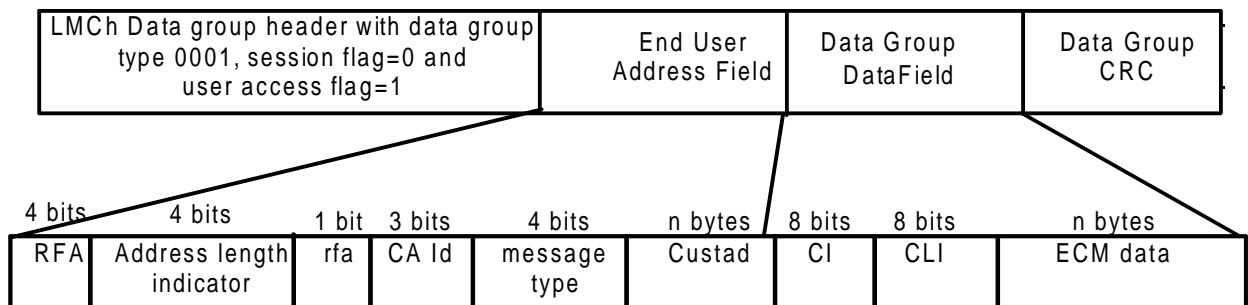 LMCh Data group header with data group
type 0001, session flag=0 and
user access flag=1
End User
Address Field
Data Group
DataField
Data Group
CRC
4 bits
4 bits
1 bit
3 bits
4 bits
n bytes
8 bits
8 bits
n bytes
RFA
Address length
indicator
rfa
CA Id
message
type
Custad
CI
CLI
ECM data